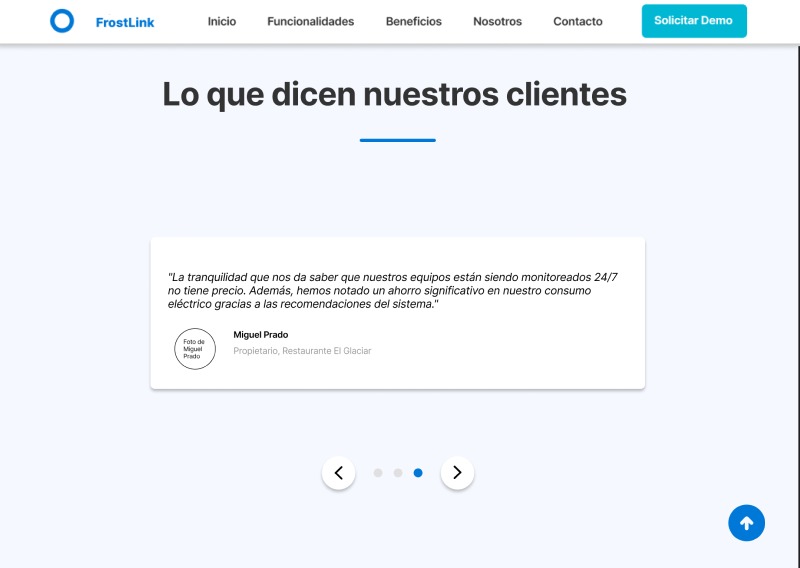 FrostLink Inicio Funcionalidades Beneficios Nosotros Contacto Solicitar Demo
Lo que dicen nuestros clientes
"La tranquilidad que nos da saber que nuestros equipos están siendo monitoreados 24/7
no tiene precio. Además, hemos notado un ahorro significativo en nuestro consumo
eléctrico gracias a las recomendaciones del sistema."
Foto de
Miguel
Prado
Miguel Prado
Propietario, Restaurante El Glaciar